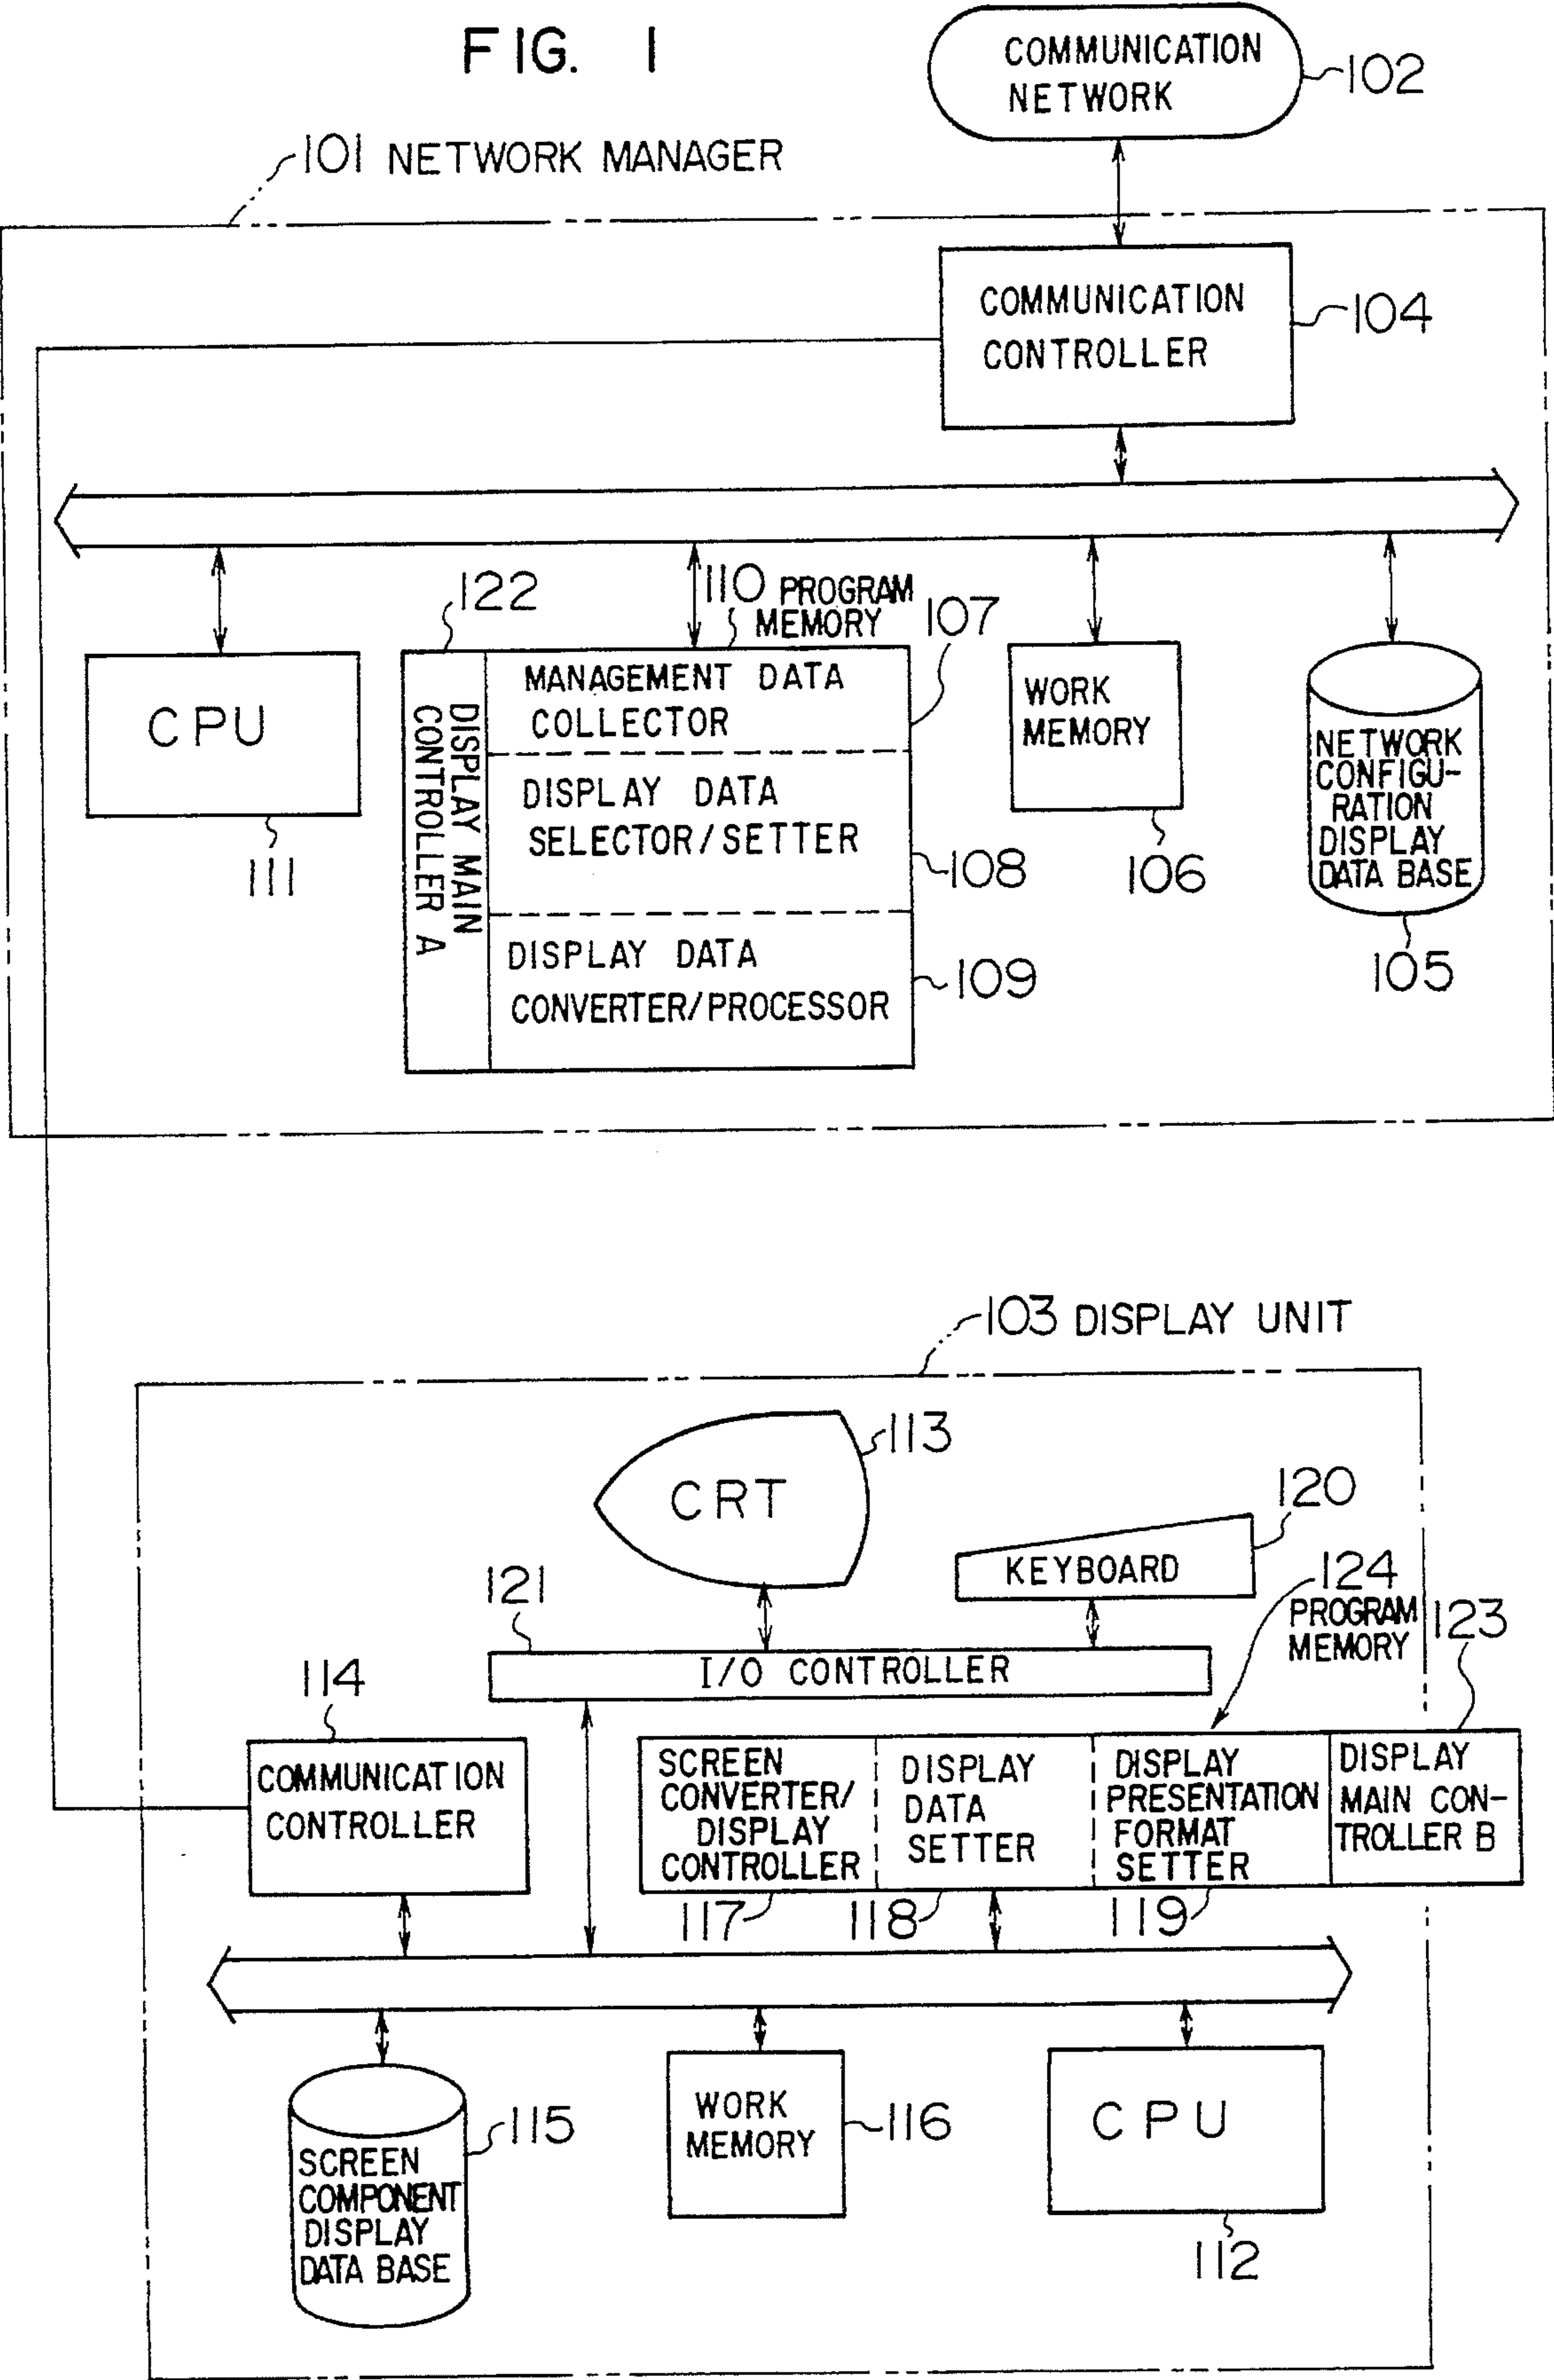 FIG. 1
COMMUNICATION
NETWORK
102
101 NETWORK MANAGER
COMMUNICATION
CONTROLLER
104
122
110 PROGRAM
MEMORY
107
CPU
111
DISPLAY MAIN
CONTROLLER A
MANAGEMENT DATA
COLLECTOR
DISPLAY DATA
SELECTOR/SETTER
108
DISPLAY DATA
CONVERTER/PROCESSOR
109
WORK
MEMORY
106
NETWORK
CONFIGU-
RATION
DISPLAY
DATA BASE
105
103 DISPLAY UNIT
CRT
113
KEYBOARD
120
121
I/O CONTROLLER
124
PROGRAM
MEMORY
123
114
COMMUNICATION
CONTROLLER
SCREEN
CONVERTER/
DISPLAY
CONTROLLER
117
DISPLAY
DATA
SETTER
118
DISPLAY
PRESENTATION
FORMAT
SETTER
119
DISPLAY
MAIN CON-
TROLLER B
SCREEN
COMPONENT
DISPLAY
DATA BASE
115
WORK
MEMORY
116
CPU
112